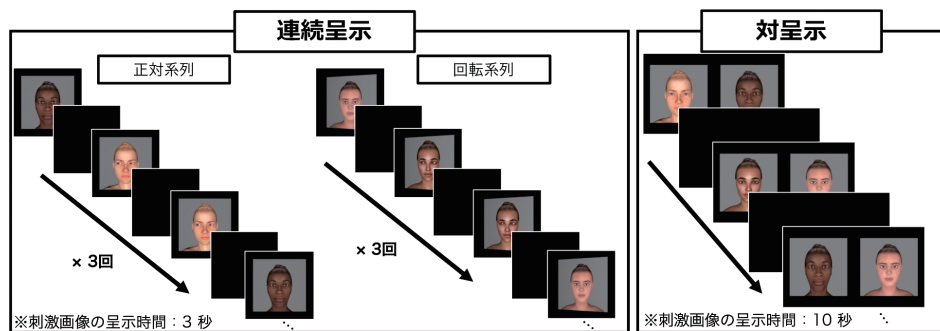 連続呈示
対呈示
正対系列
回転系列
× 3回
× 3回
※刺激画像の呈示時間：3 秒
※刺激画像の呈示時間：10 秒